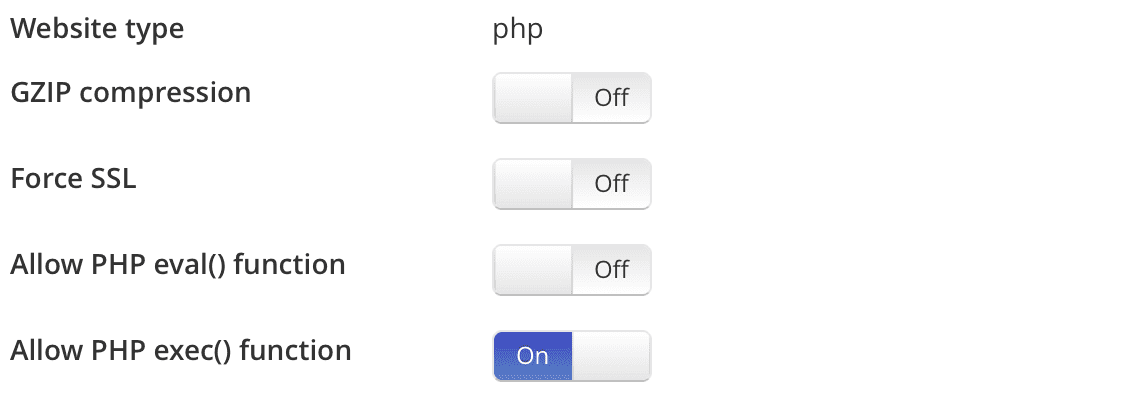 Website type php
GZIP compression Off
Force SSL Off
Allow PHP eval() function Off
Allow PHP exec() function On